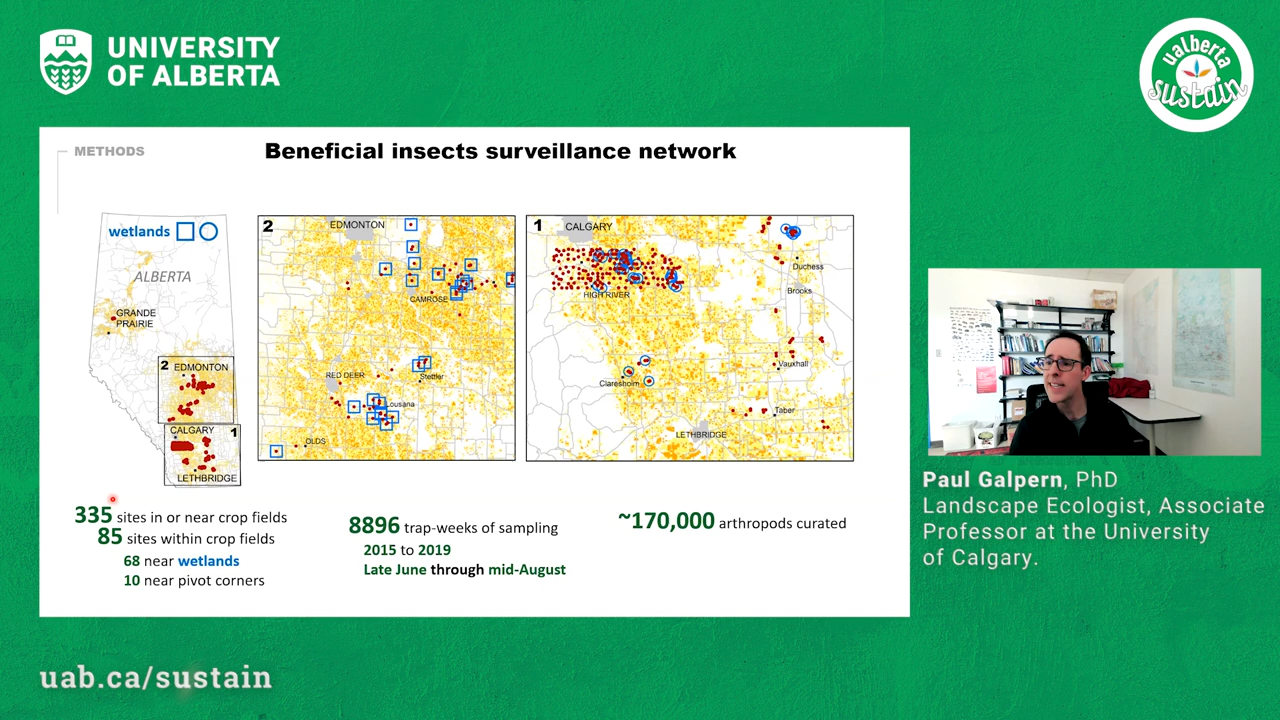 UNIVERSITY
OF ALBERTA
ualberta
sustain
METHODS
Beneficial insects surveillance network
wetlands
ALBERTA
GRANDE
PRAIRIE
2 EDMONTON
CALGARY 1
LETHBRIDGE
2
EDMONTON
CAMROSE
RED DEER
Stettler
Lousana
OLDS
1
CALGARY
HIGH RIVER
Duchess
Brooks
Claresholm
Vauxhall
Taber
LETHBRIDGE
335 sites in or near crop fields
85 sites within crop fields
68 near wetlands
10 near pivot corners
8896 trap-weeks of sampling
2015 to 2019
Late June through mid-August
~170,000 arthropods curated
Paul Galpern, PhD
Landscape Ecologist, Associate
Professor at the University
of Calgary.
uab.ca/sustain